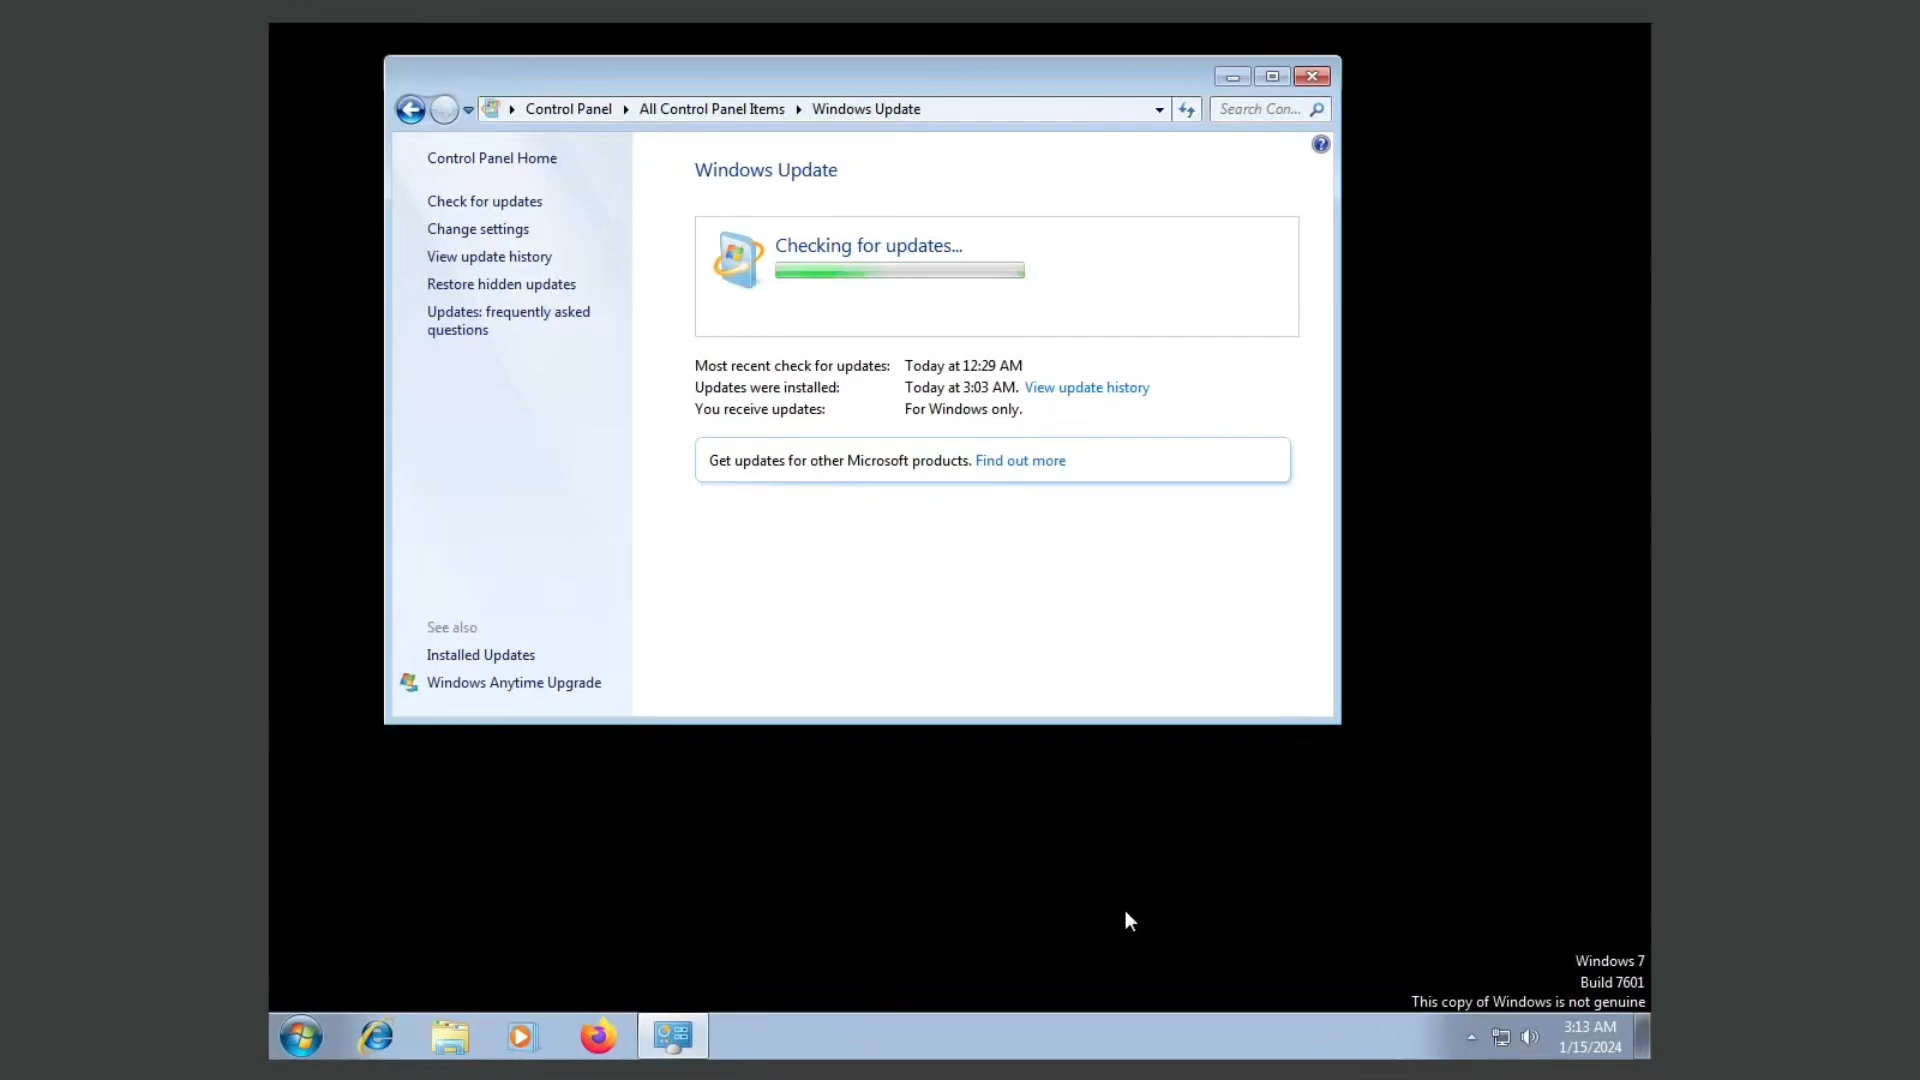 Control Panel
All Control Panel Items
Windows Update
Search Con...
Control Panel Home
Check for updates
Change settings
View update history
Restore hidden updates
Updates: frequently asked
questions
See also
Installed Updates
Windows Anytime Upgrade
Windows Update
Checking for updates...
Most recent check for updates: Today at 12:29 AM
Updates were installed: Today at 3:03 AM. View update history
You receive updates: For Windows only.
Get updates for other Microsoft products. Find out more
Windows 7
Build 7601
This copy of Windows is not genuine
3:13 AM
1/15/2024